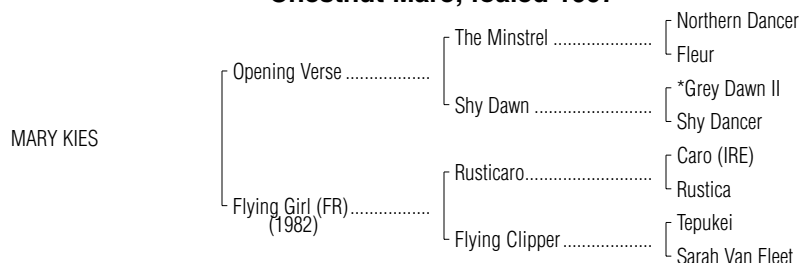 Chestnut Mare; foaled
Northern Dancer
The Minstrel ....................
Fleur
Opening Verse .................
*Grey Dawn II
Shy Dawn ........................
Shy Dancer
MARY KIES
Caro (IRE)
Rusticaro..........................
Rustica
Flying Girl (FR)................
(1982)
Tepukei
Flying Clipper ..................
Sarah Van Fleet